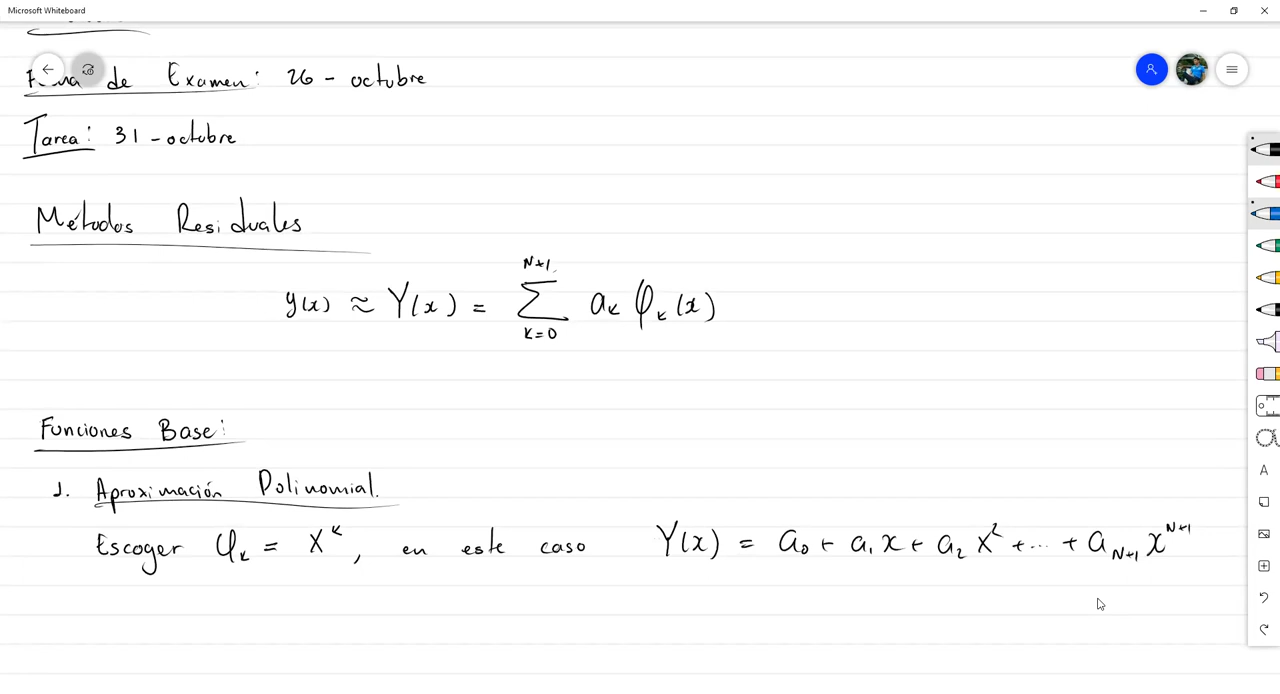 Microsoft Whiteboard
de Examen: 26 - octubre
Tarea: 31 - octubre
Métodos Residuales
y(x) ≈ Y(x) = ∑_{k=0}^{N+1} a_k φ_k(x)
Funciones Base:
1. Aproximación Polinomial.
Escoger φ_k = x^k, en este caso Y(x) = a_0 + a_1 x + a_2 x^2 + ... + a_{N+1} x^{N+1}
A